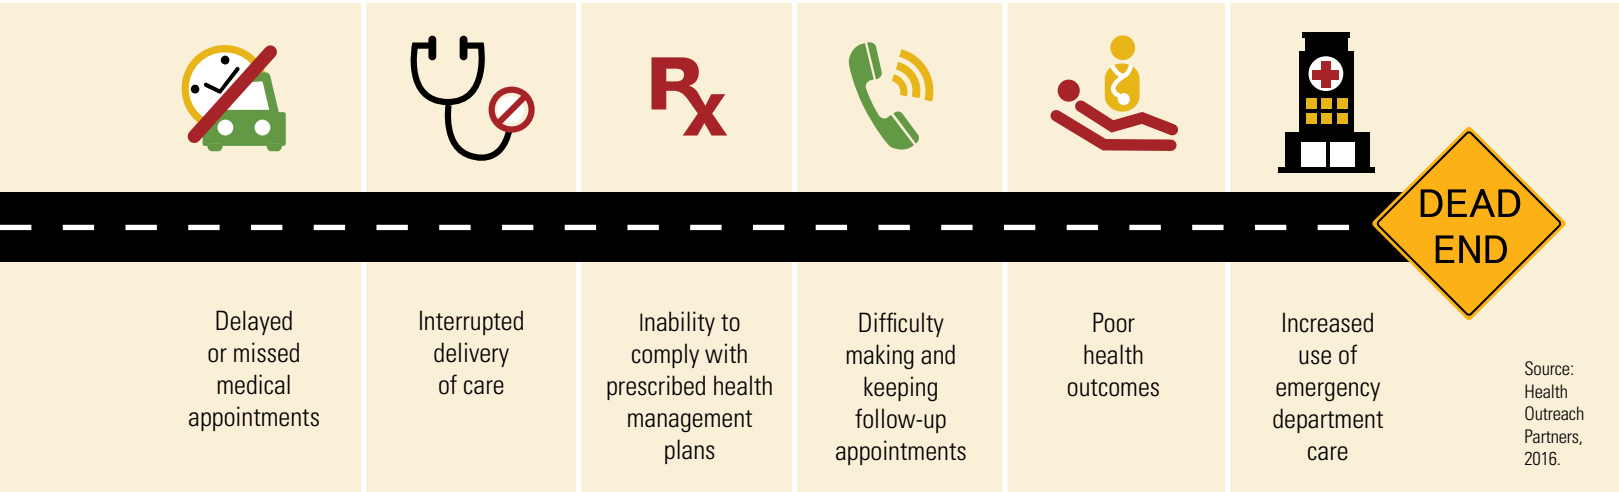 Rx
DEAD
END
Delayed
or missed
medical
appointments
Interrupted
delivery
of care
Inability to
comply with
prescribed health
management
plans
Difficulty
making and
keeping
follow-up
appointments
Poor
health
outcomes
Increased
use of
emergency
department
care
Source:
Health
Outreach
Partners,
2016.